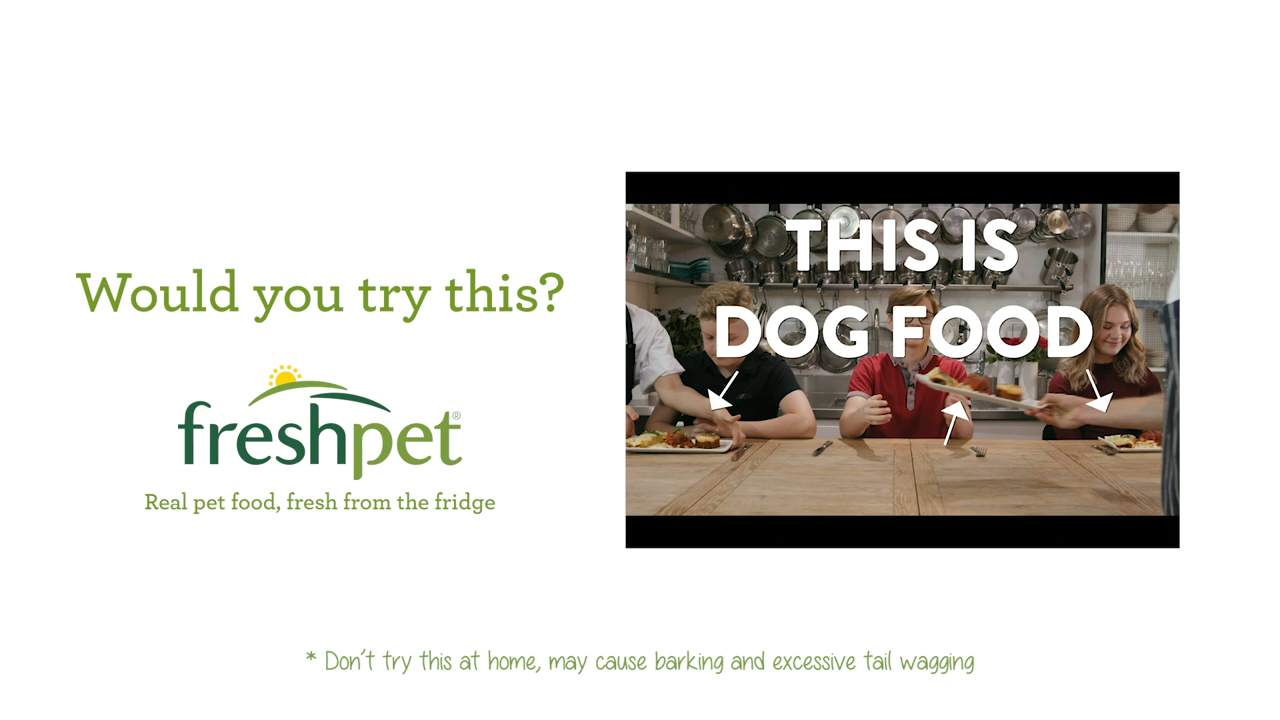 Would you try this?
freshpet®
Real pet food, fresh from the fridge
THIS IS
DOG FOOD
* Don't try this at home, may cause barking and excessive tail wagging